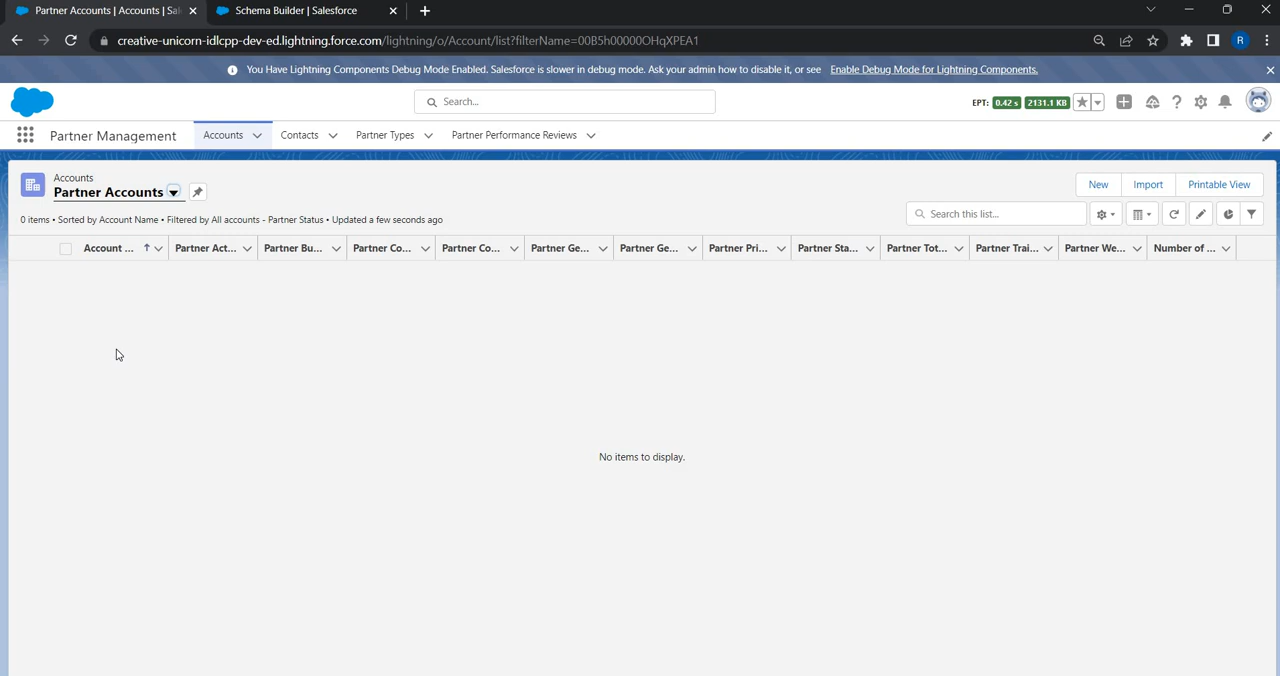 Partner Accounts | Accounts | Sal
Schema Builder | Salesforce
creative-unicorn-idlcpp-dev-ed.lightning.force.com/lightning/o/Account/list?filterName=00B5h00000OHqXPEA1
R
You Have Lightning Components Debug Mode Enabled. Salesforce is slower in debug mode. Ask your admin how to disable it, or see Enable Debug Mode for Lightning Components.
Search...
EPT: 0.42 s 2131.1 KB
Partner Management
Accounts
Contacts
Partner Types
Partner Performance Reviews
Accounts
Partner Accounts
New
Import
Printable View
0 items • Sorted by Account Name • Filtered by All accounts - Partner Status • Updated a few seconds ago
Search this list...
Account ... Partner Act... Partner Bu... Partner Co... Partner Co... Partner Ge... Partner Ge... Partner Pri... Partner Sta... Partner Tot... Partner Trai... Partner We... Number of ...
No items to display.